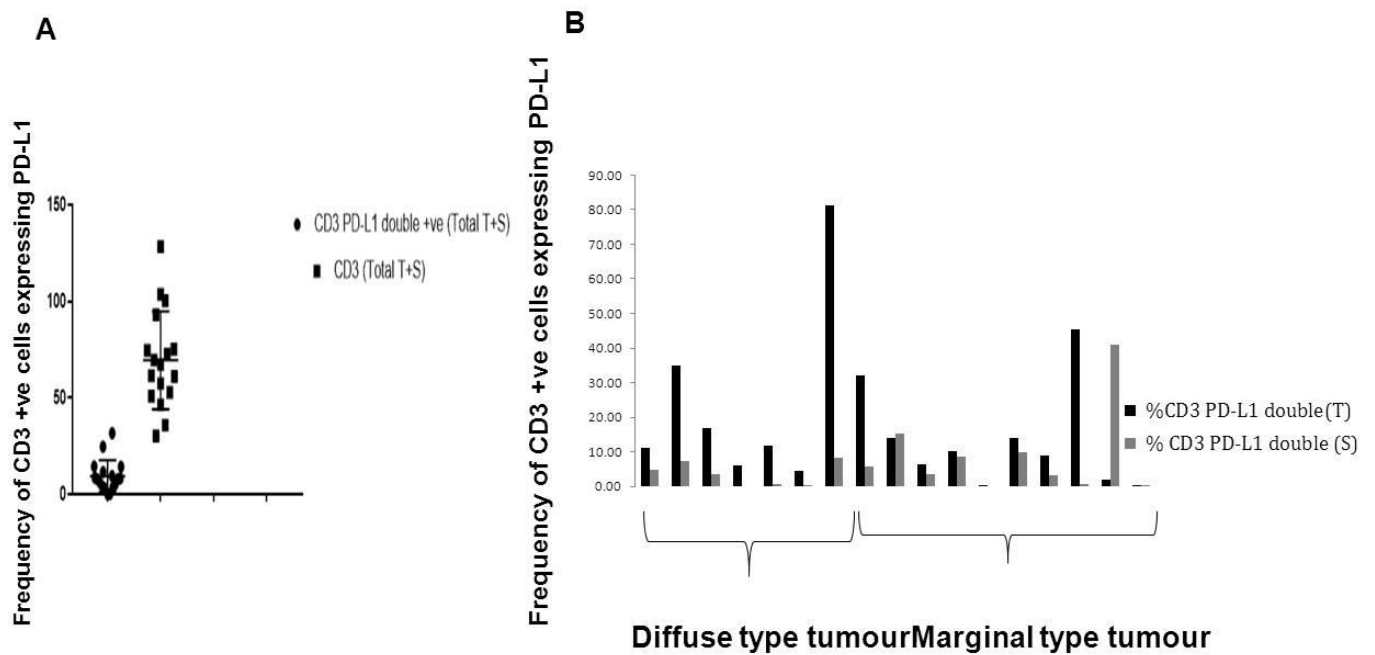 A
Frequency of CD3 +ve cells expressing PD-L1
150
100
50
0
CD3 PD-L1 double +ve (Total T+S)
CD3 (Total T+S)
B
Frequency of CD3 +ve cells expressing PD-L1
90.00
80.00
70.00
60.00
50.00
40.00
30.00
20.00
10.00
0.00
%CD3 PD-L1 double(T)
% CD3 PD-L1 double (S)
Diffuse type tumourMarginal type tumour